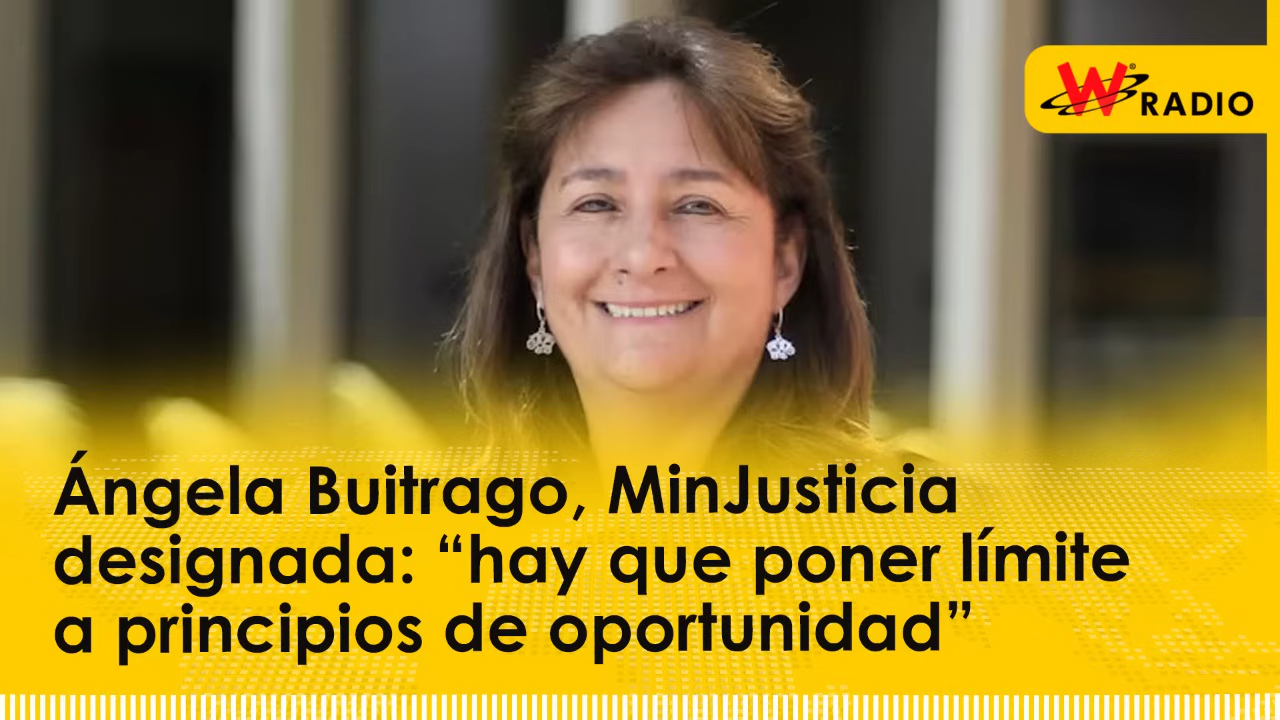 W RADIO
Ángela Buitrago, MinJusticia
designada: “hay que poner límite
a principios de oportunidad”